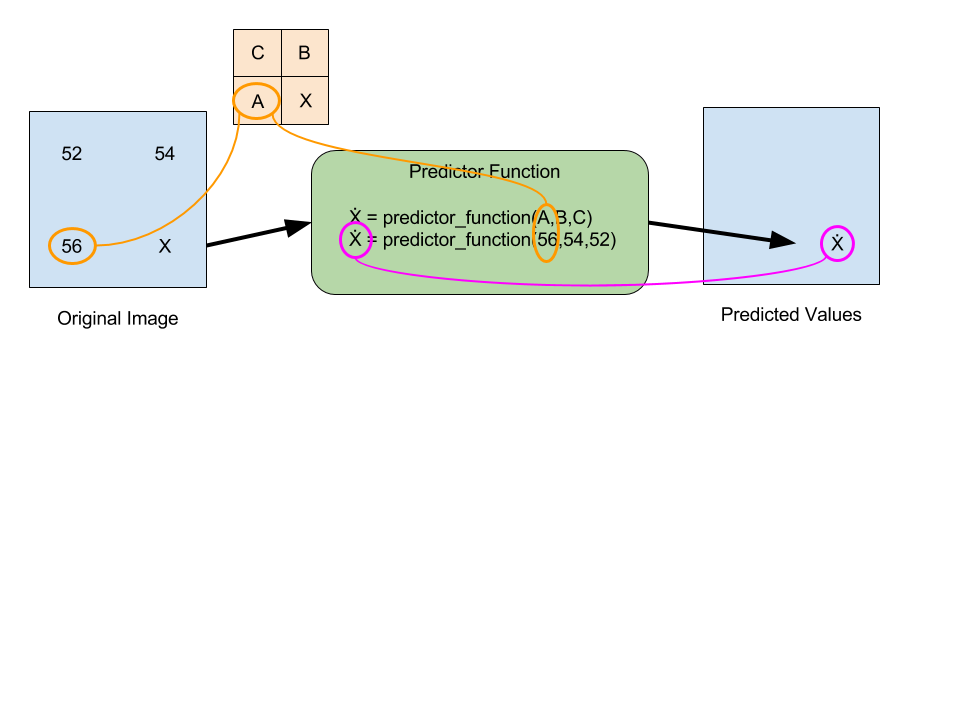 C B
A X
52 54
56 X
Original Image
Predictor Function
Ẋ = predictor_function(A,B,C)
Ẋ = predictor_function(56,54,52)
Ẋ
Predicted Values